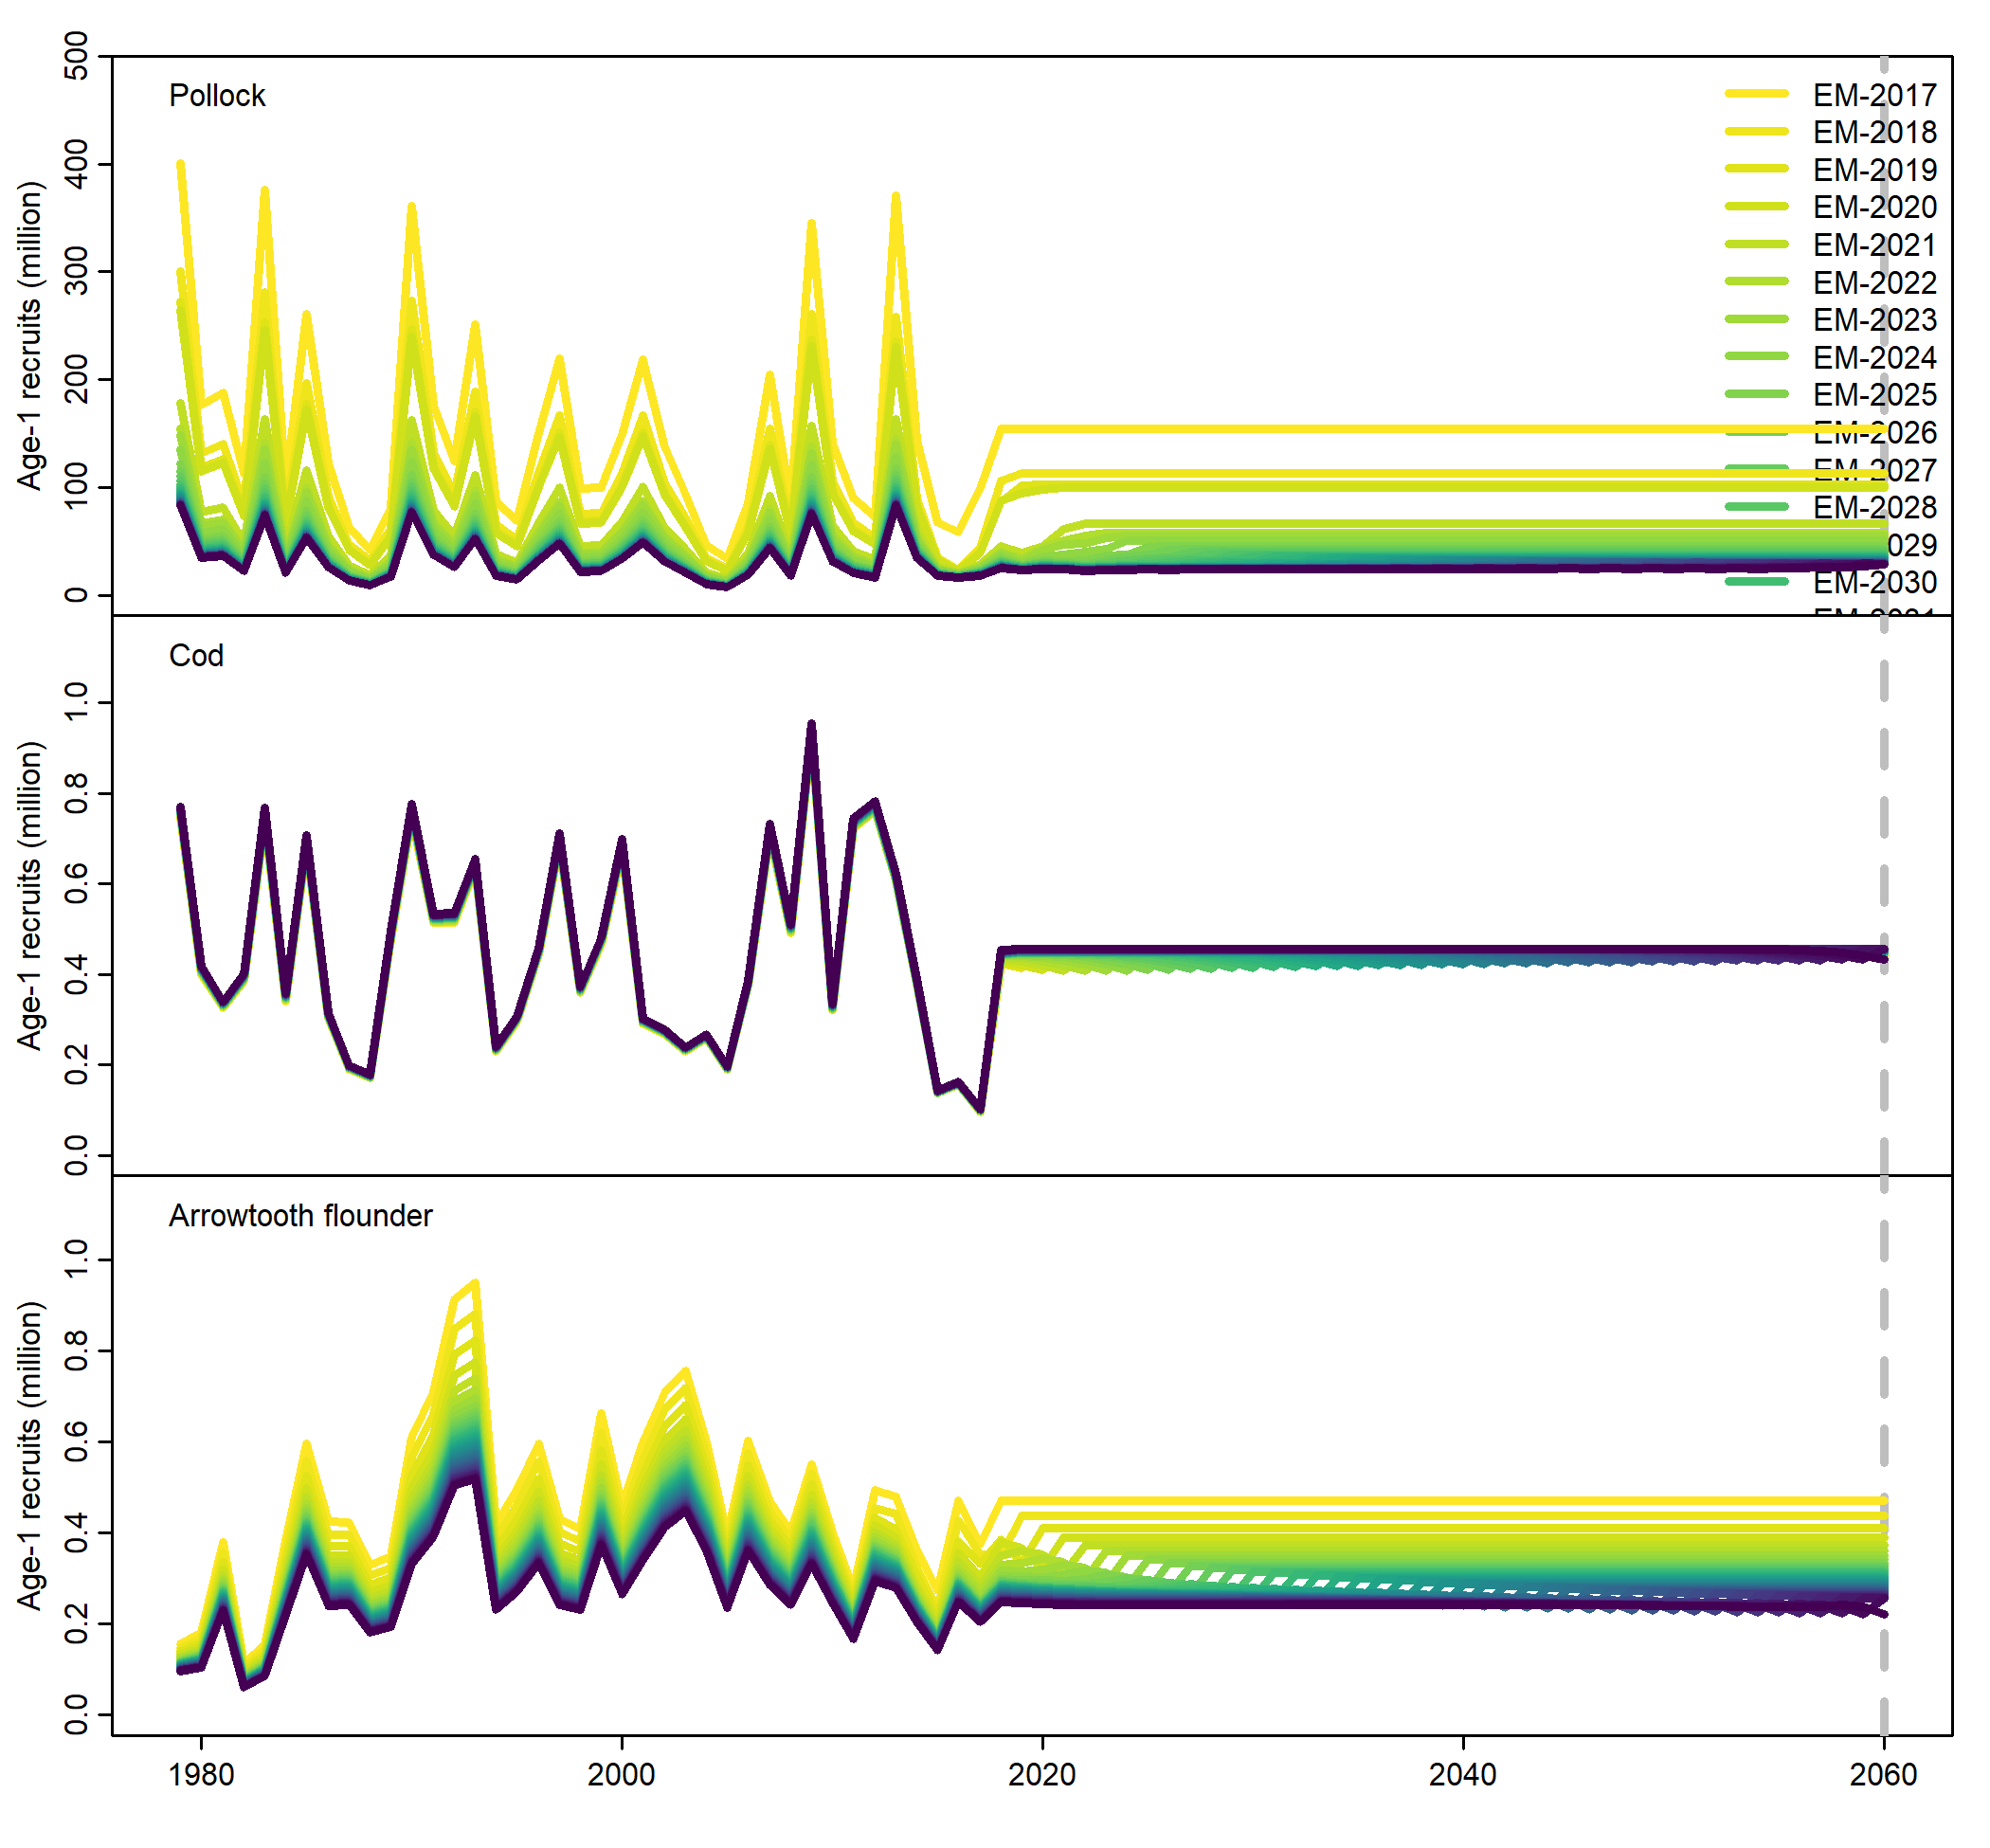 Pollock
Age-1 recruits (million)
500
400
300
200
100
0
EM-2017
EM-2018
EM-2019
EM-2020
EM-2021
EM-2022
EM-2023
EM-2024
EM-2025
EM-2026
EM-2027
EM-2028
029
EM-2030
Cod
Age-1 recruits (million)
1.0
0.8
0.6
0.4
0.2
0.0
Arrowtooth flounder
Age-1 recruits (million)
1.0
0.8
0.6
0.4
0.2
0.0
1980 2000 2020 2040 2060